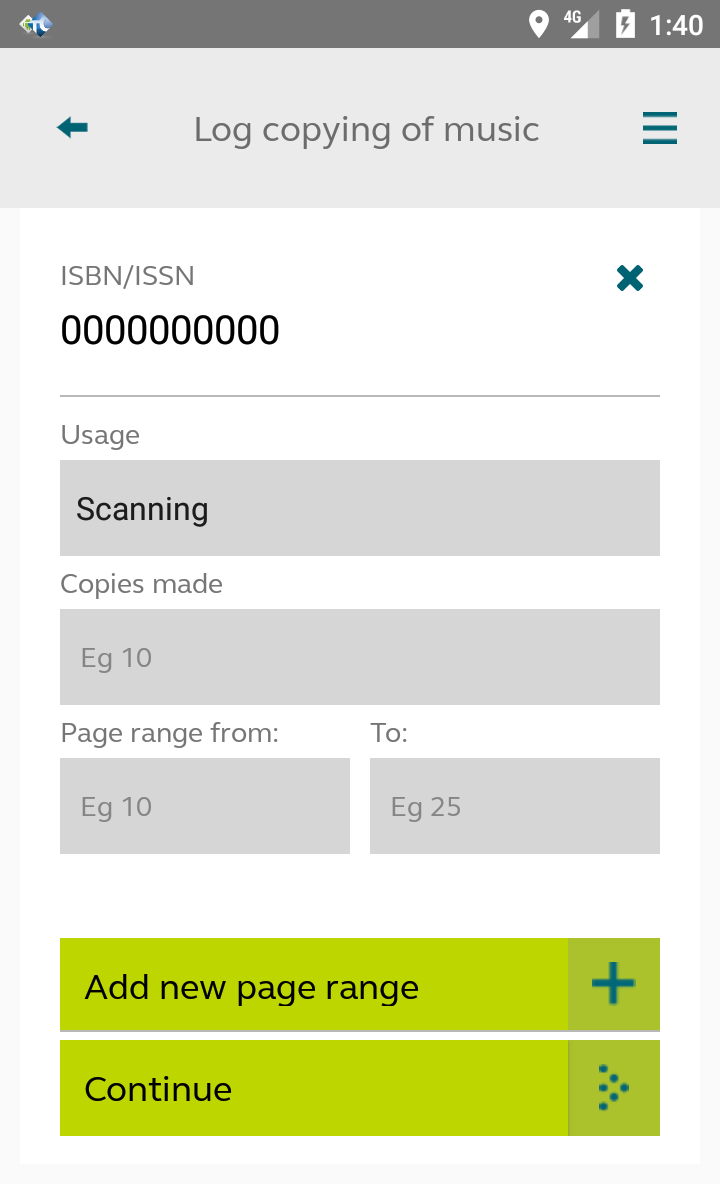 4G 1:40
Log copying of music
ISBN/ISSN
0000000000
Usage
Scanning
Copies made
Eg 10
Page range from: To:
Eg 10 Eg 25
Add new page range
Continue